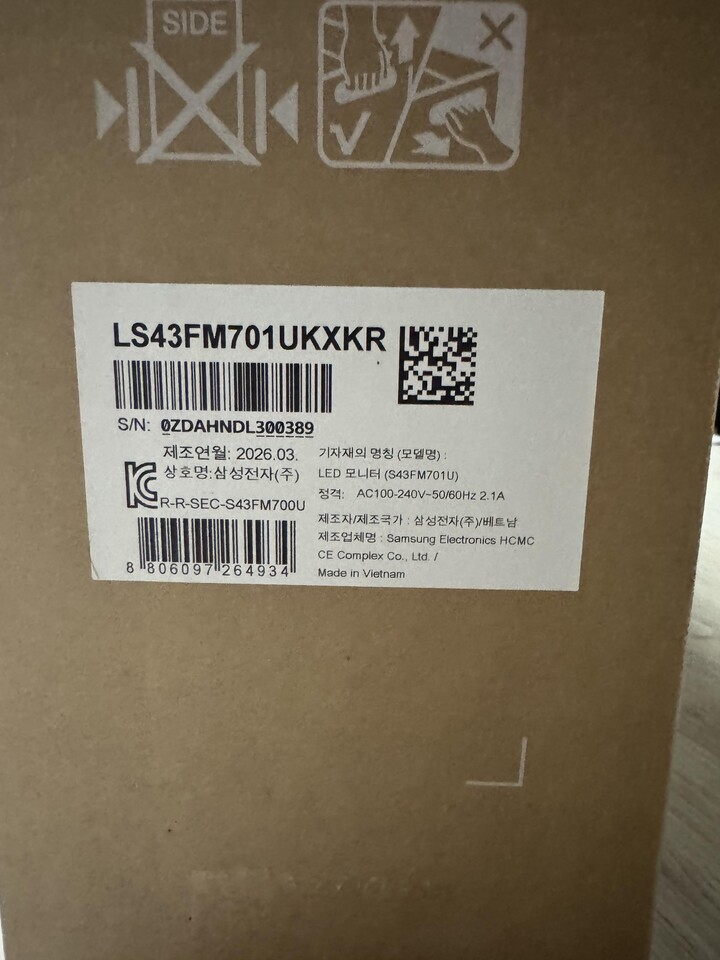 SIDE
LS43FM701UKXKR
S/N: 0ZDAHNDL300389
제조연월: 2026.03.
상호명:삼성전자(주)
R-R-SEC-S43FM700U
8 806097 264934
기자재의 명칭 (모델명) :
LED 모니터 (S43FM701U)
정격: AC100-240V~50/60Hz 2.1A
제조자/제조국가 : 삼성전자(주)/베트남
제조업체명 : Samsung Electronics HCMC
CE Complex Co., Ltd. /
Made in Vietnam